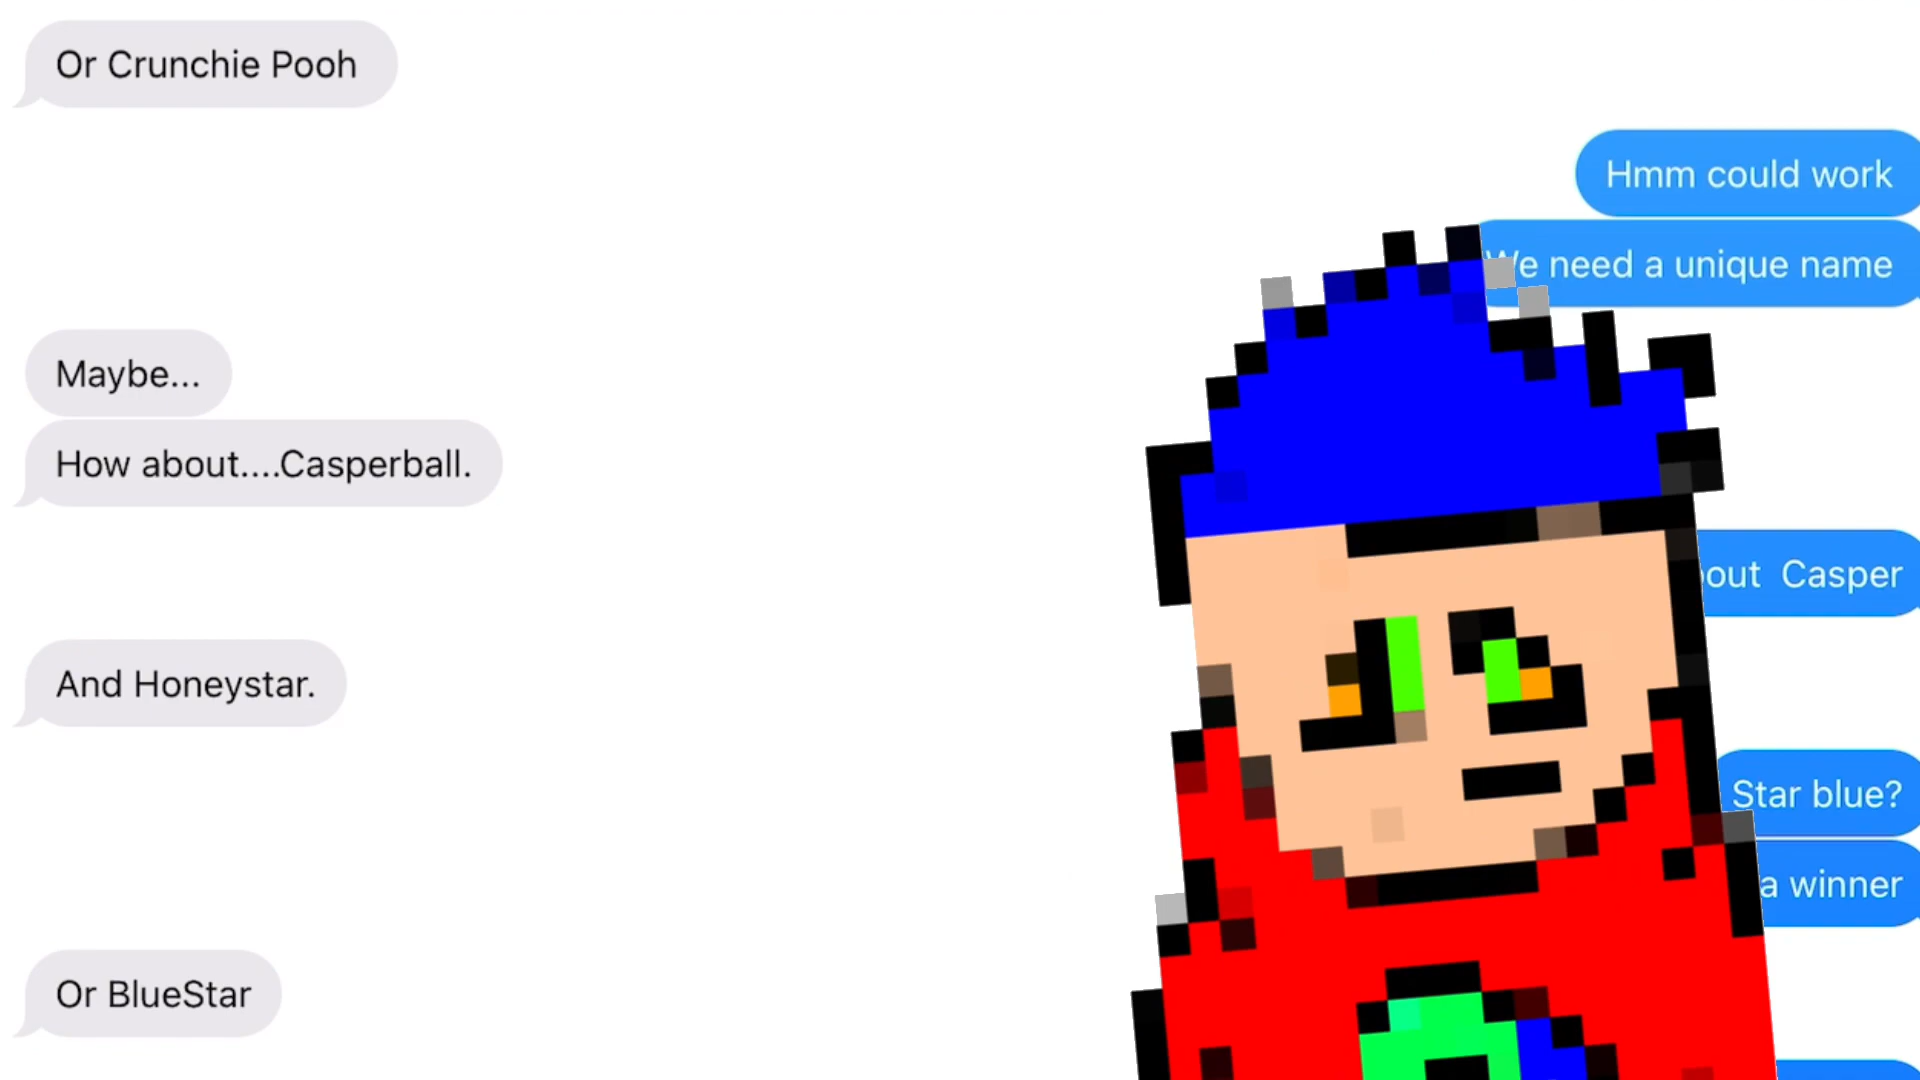 Or Crunchie Pooh
Hmm could work
We need a unique name
Maybe...
How about....Casperball.
Casper
And Honeystar.
Star blue?
a winner
Or BlueStar